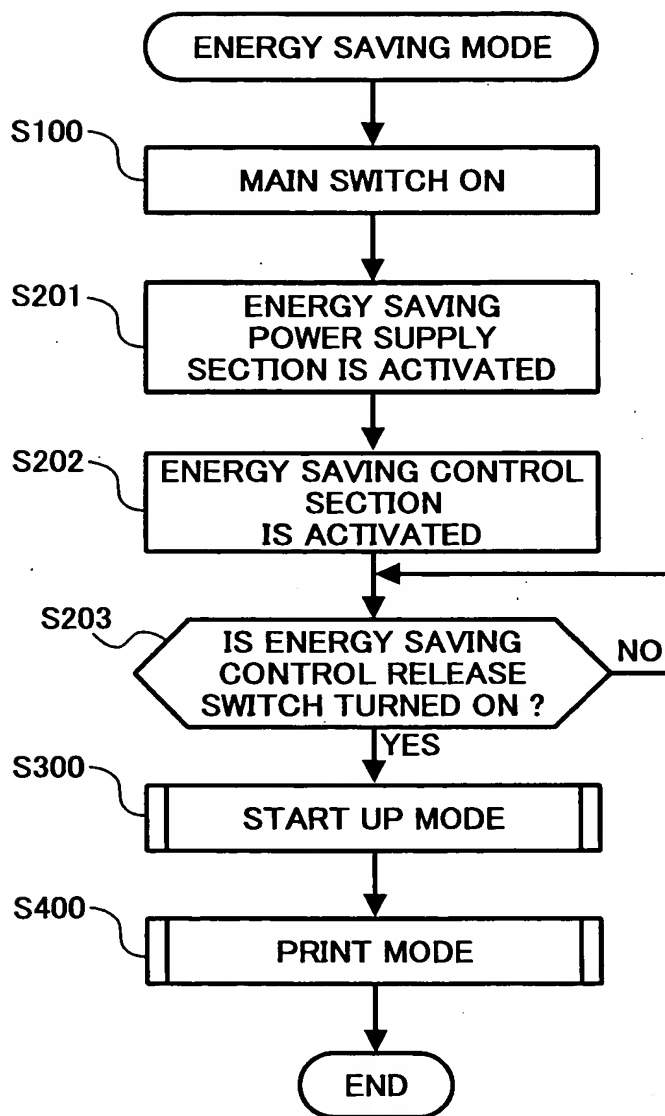 ENERGY SAVING MODE
S100
MAIN SWITCH ON
S201
ENERGY SAVING
POWER SUPPLY
SECTION IS ACTIVATED
S202
ENERGY SAVING CONTROL
SECTION
IS ACTIVATED
S203
IS ENERGY SAVING
CONTROL RELEASE
SWITCH TURNED ON ?
NO
YES
S300
START UP MODE
S400
PRINT MODE
END